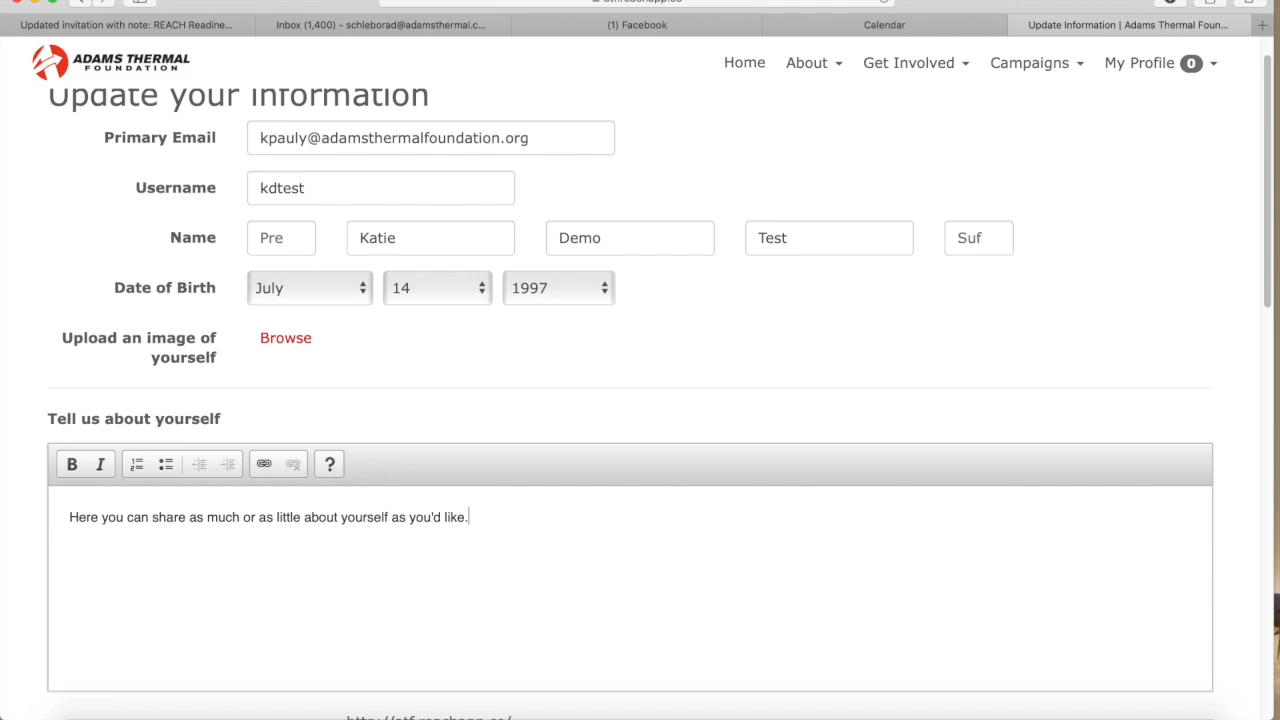 Updated invitation with note: REACH Readine...
Inbox (1,400) - schleborad@adamsthermal.c...
(1) Facebook
Calendar
Update Information | Adams Thermal Foun...
ADAMS THERMAL
FOUNDATION
Home
About
Get Involved
Campaigns
My Profile 0
Update your information
Primary Email
kpauly@adamsthermalfoundation.org
Username
kdtest
Name
Pre
Katie
Demo
Test
Suf
Date of Birth
July
14
1997
Upload an image of
yourself
Browse
Tell us about yourself
B I ?
Here you can share as much or as little about yourself as you'd like.